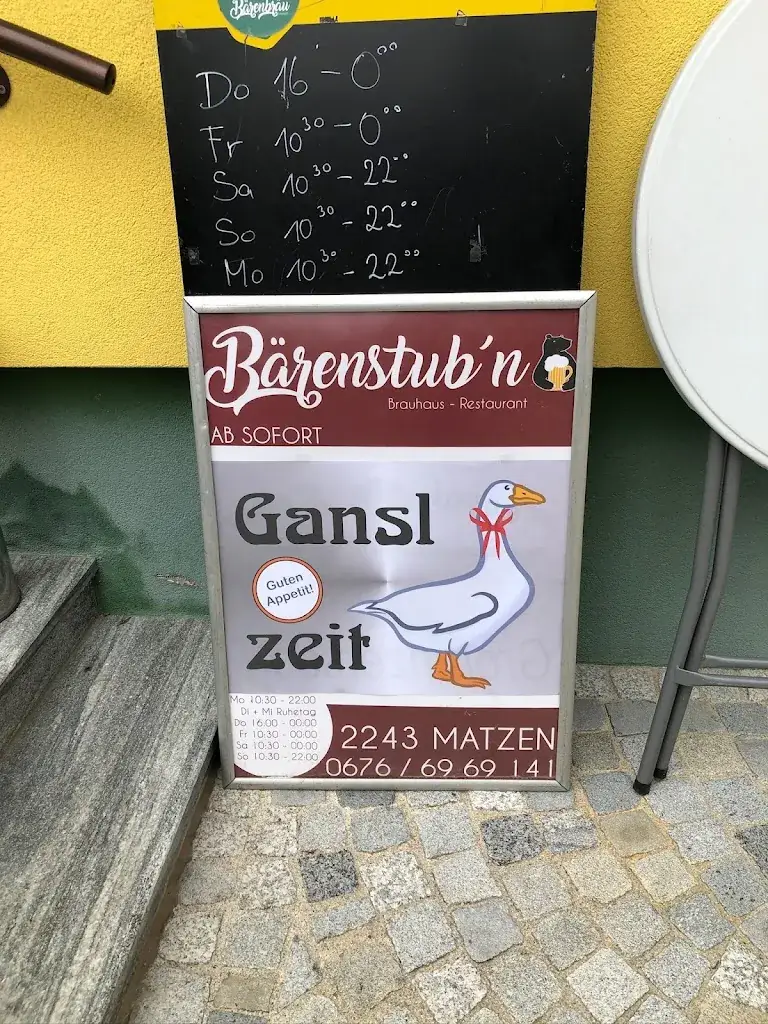 Bärenbräu
Do 16 - 0⁰⁰
Fr 10³⁰ - 0⁰⁰
Sa 10³⁰ - 22⁰⁰
So 10³⁰ - 22⁰⁰
Mo 10³⁰ - 22⁰⁰
Bärenstub'n
Brauhaus - Restaurant
AB SOFORT
Gansl
Guten
Appetit!
zeit
Mo 10:30 - 22:00
Di + Mi Ruhetag
Do 16:00 - 00:00
Fr 10:30 - 00:00
Sa 10:30 - 00:00
So 10:30 - 22:00
2243 MATZEN
0676 / 69 69 141